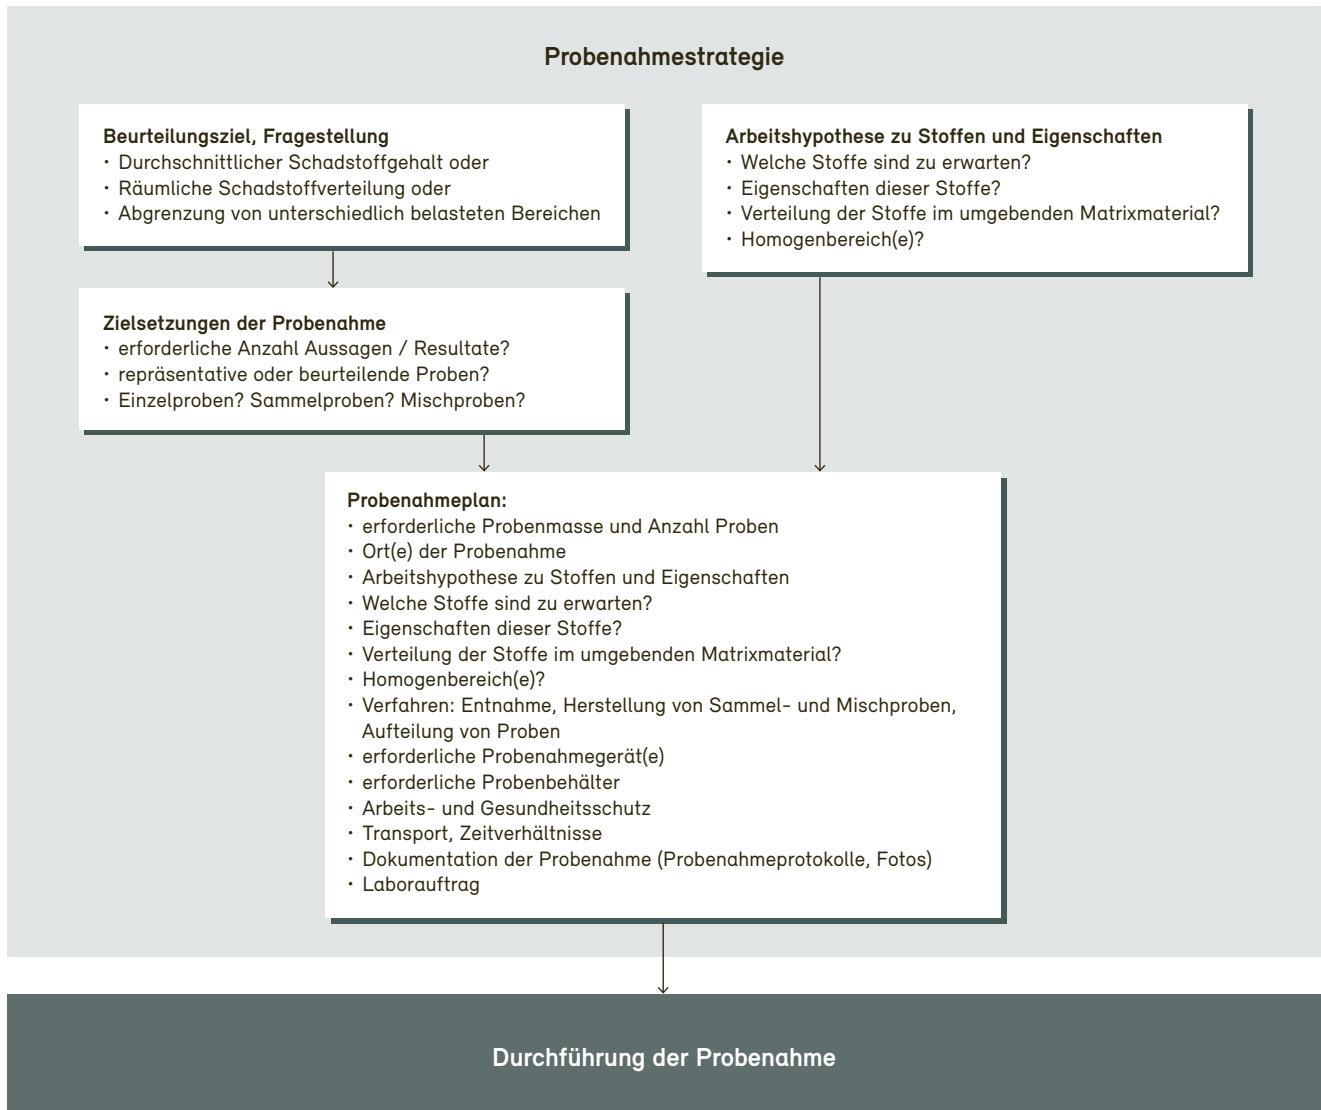 Probenahmestrategie
Beurteilungsziel, Fragestellung
· Durchschnittlicher Schadstoffgehalt oder
· Räumliche Schadstoffverteilung oder
· Abgrenzung von unterschiedlich belasteten Bereichen
Arbeitshypothese zu Stoffen und Eigenschaften
· Welche Stoffe sind zu erwarten?
· Eigenschaften dieser Stoffe?
· Verteilung der Stoffe im umgebenden Matrixmaterial?
· Homogenbereich(e)?
Zielsetzungen der Probenahme
· erforderliche Anzahl Aussagen / Resultate?
· repräsentative oder beurteilende Proben?
· Einzelproben? Sammelproben? Mischproben?
Probenahmeplan:
· erforderliche Probenmasse und Anzahl Proben
· Ort(e) der Probenahme
· Arbeitshypothese zu Stoffen und Eigenschaften
· Welche Stoffe sind zu erwarten?
· Eigenschaften dieser Stoffe?
· Verteilung der Stoffe im umgebenden Matrixmaterial?
· Homogenbereich(e)?
· Verfahren: Entnahme, Herstellung von Sammel- und Mischproben,
Aufteilung von Proben
· erforderliche Probenahmegerät(e)
· erforderliche Probenbehälter
· Arbeits- und Gesundheitsschutz
· Transport, Zeitverhältnisse
· Dokumentation der Probenahme (Probenahmeprotokolle, Fotos)
· Laborauftrag
Durchführung der Probenahme